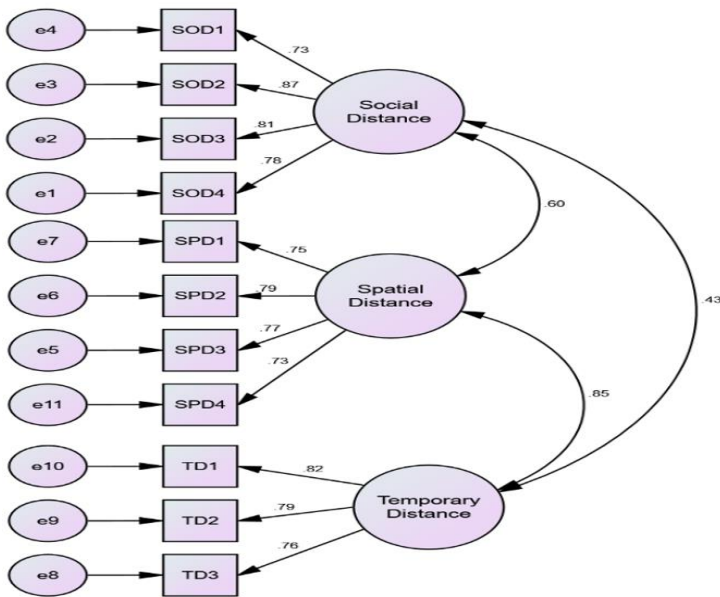 e4
SOD1
.73
e3
SOD2
.87
Social
Distance
e2
SOD3
.81
e1
SOD4
.78
.60
e7
SPD1
.75
e6
SPD2
.79
Spatial
Distance
.43
e5
SPD3
.77
e11
SPD4
.73
.85
e10
TD1
.82
e9
TD2
.79
Temporary
Distance
e8
TD3
.76